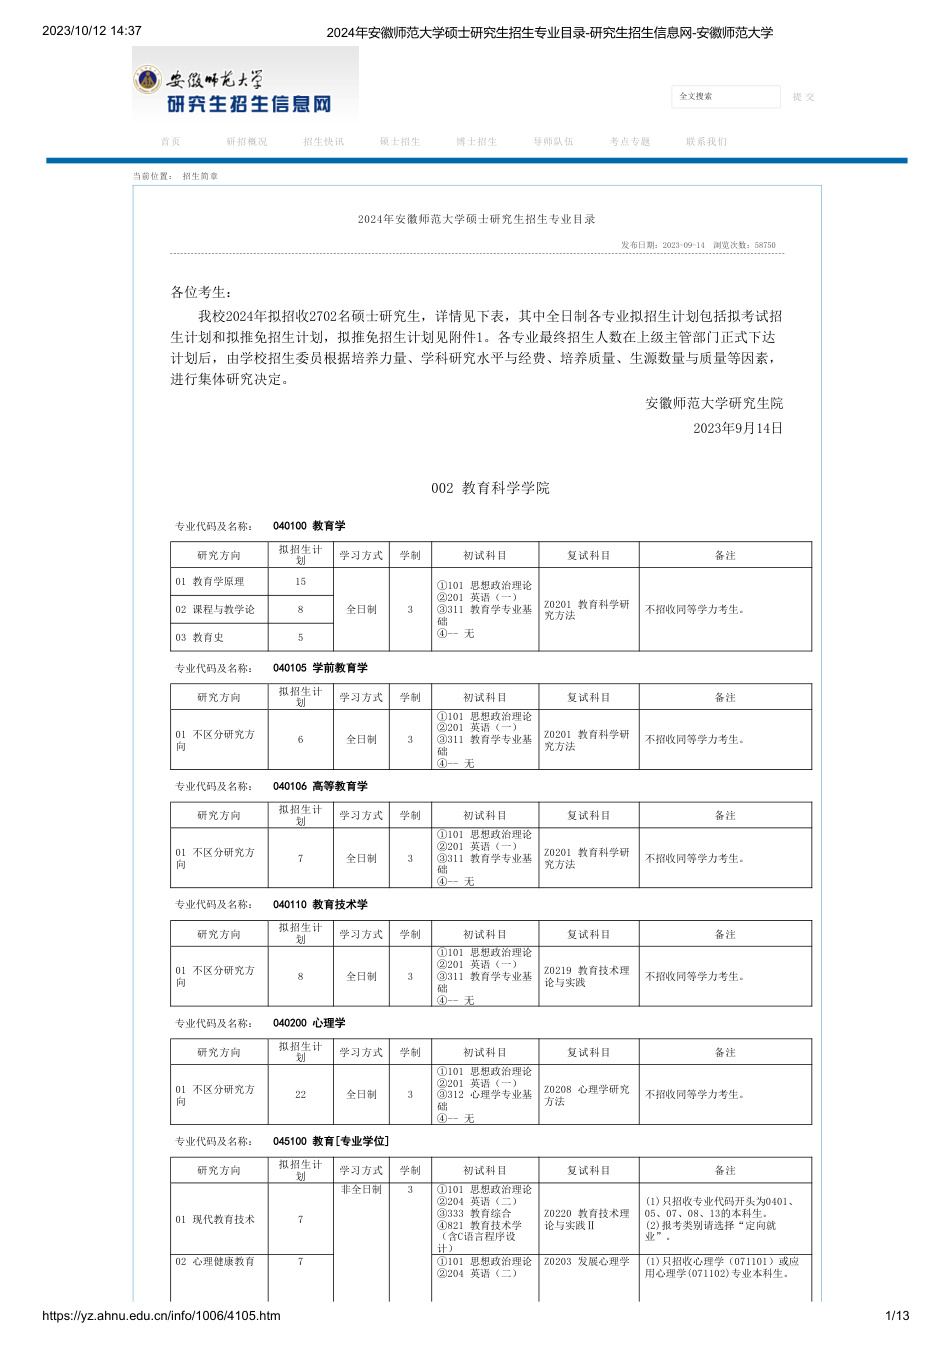 2023/10/12 14:37
2024年安徽师范大学硕士研究生招生专业目录-研究生招生信息网-安徽师范大学
安徽师范大学
研究生招生信息网
全文搜索 提 交
首页 研招概况 招生快讯 硕士招生 博士招生 导师队伍 考点专题 联系我们
当前位置： 招生简章
2024年安徽师范大学硕士研究生招生专业目录
发布日期：2023-09-14 浏览次数：58750
各位考生：
我校2024年拟招收2702名硕士研究生，详情见下表，其中全日制各专业拟招生计划包括拟考试招
生计划和拟推免招生计划，拟推免招生计划见附件1。各专业最终招生人数在上级主管部门正式下达
计划后，由学校招生委员根据培养力量、学科研究水平与经费、培养质量、生源数量与质量等因素，
进行集体研究决定。
安徽师范大学研究生院
2023年9月14日
002 教育科学学院
专业代码及名称： 040100 教育学
研究方向 拟招生计划 学习方式 学制 初试科目 复试科目 备注
01 教育学原理 15
02 课程与教学论 8
03 教育史 5
全日制 3
①101 思想政治理论
②201 英语（一）
③311 教育学专业基
础
④-- 无
Z0201 教育科学研
究方法
不招收同等学力考生。
专业代码及名称： 040105 学前教育学
研究方向 拟招生计划 学习方式 学制 初试科目 复试科目 备注
01 不区分研究方
向
6 全日制 3
①101 思想政治理论
②201 英语（一）
③311 教育学专业基
础
④-- 无
Z0201 教育科学研
究方法
不招收同等学力考生。
专业代码及名称： 040106 高等教育学
研究方向 拟招生计划 学习方式 学制 初试科目 复试科目 备注
01 不区分研究方
向
7 全日制 3
①101 思想政治理论
②201 英语（一）
③311 教育学专业基
础
④-- 无
Z0201 教育科学研
究方法
不招收同等学力考生。
专业代码及名称： 040110 教育技术学
研究方向 拟招生计划 学习方式 学制 初试科目 复试科目 备注
01 不区分研究方
向
8 全日制 3
①101 思想政治理论
②201 英语（一）
③311 教育学专业基
础
④-- 无
Z0219 教育技术理
论与实践
不招收同等学力考生。
专业代码及名称： 040200 心理学
研究方向 拟招生计划 学习方式 学制 初试科目 复试科目 备注
01 不区分研究方
向
22 全日制 3
①101 思想政治理论
②201 英语（一）
③312 心理学专业基
础
④-- 无
Z0208 心理学研究
方法
不招收同等学力考生。
专业代码及名称： 045100 教育[专业学位]
研究方向 拟招生计划 学习方式 学制 初试科目 复试科目 备注
01 现代教育技术 7 非全日制 3
①101 思想政治理论
②204 英语（二）
③333 教育综合
④821 教育技术学
（含C语言程序设
计）
Z0220 教育技术理
论与实践Ⅱ
(1)只招收专业代码开头为0401、
05、07、08、13的本科生。
(2)报考类别请选择“定向就
业”。
02 心理健康教育 7
①101 思想政治理论
②204 英语（二）
Z0203 发展心理学
(1)只招收心理学（071101）或应
用心理学(071102)专业本科生。
https://yz.ahnu.edu.cn/info/1006/4105.htm
1/13